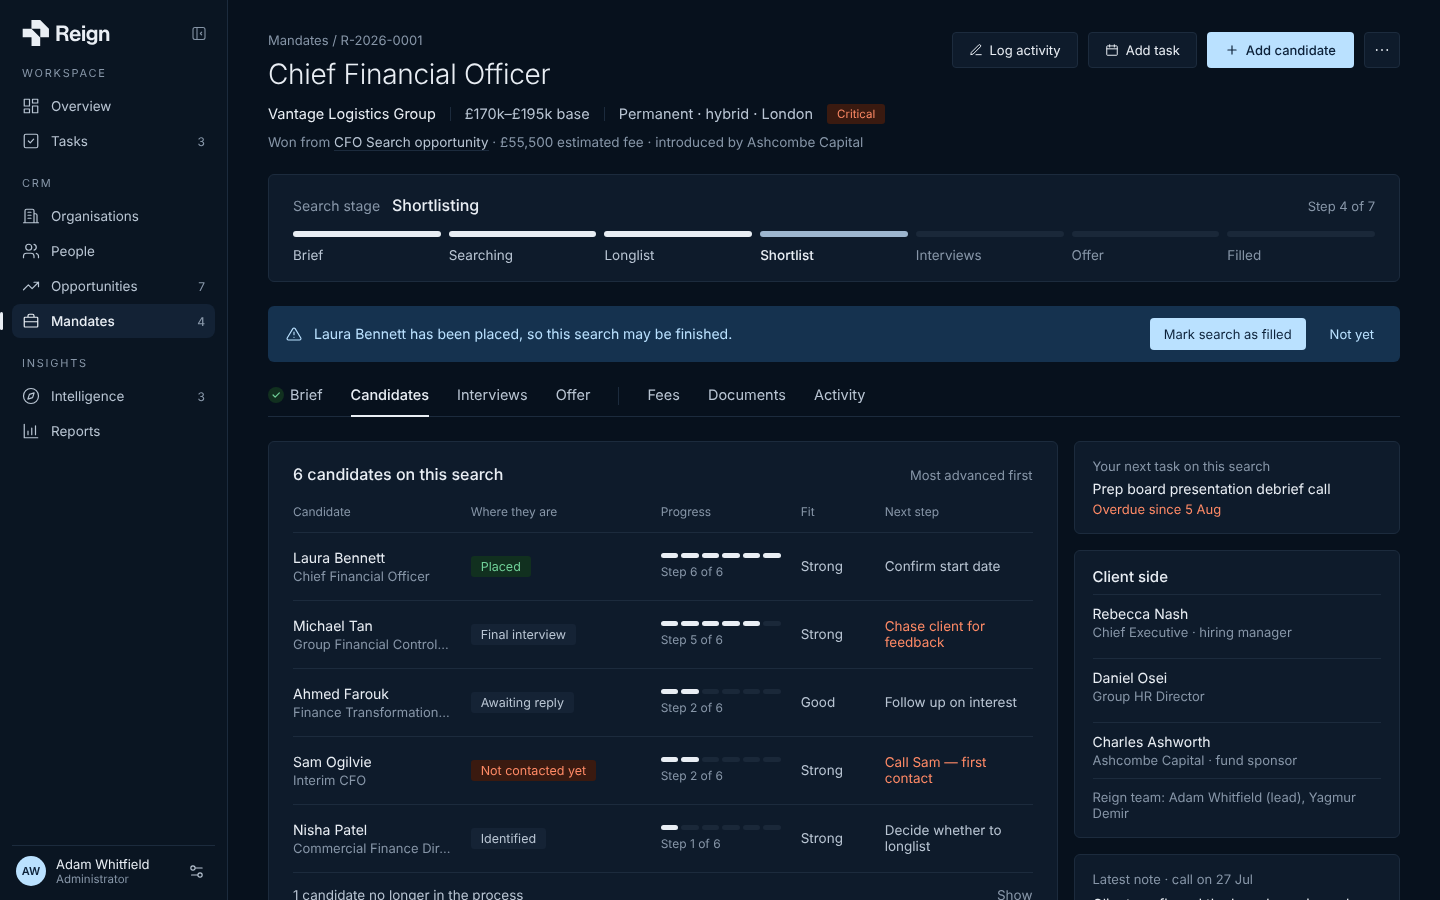 Reign
WORKSPACE
Overview
Tasks 3
CRM
Organisations
People
Opportunities 7
Mandates 4
INSIGHTS
Intelligence 3
Reports
AW
Adam Whitfield
Administrator
Mandates / R-2026-0001
Chief Financial Officer
Log activity
Add task
+ Add candidate
...
Vantage Logistics Group £170k–£195k base Permanent · hybrid · London Critical
Won from CFO Search opportunity · £55,500 estimated fee · introduced by Ashcombe Capital
Search stage Shortlisting Step 4 of 7
Brief Searching Longlist Shortlist Interviews Offer Filled
Laura Bennett has been placed, so this search may be finished. Mark search as filled Not yet
Brief Candidates Interviews Offer Fees Documents Activity
6 candidates on this search Most advanced first
Candidate Where they are Progress Fit Next step
Laura Bennett
Chief Financial Officer
Placed
Step 6 of 6
Strong
Confirm start date
Michael Tan
Group Financial Control...
Final interview
Step 5 of 6
Strong
Chase client for
feedback
Ahmed Farouk
Finance Transformation...
Awaiting reply
Step 2 of 6
Good
Follow up on interest
Sam Ogilvie
Interim CFO
Not contacted yet
Step 2 of 6
Strong
Call Sam — first
contact
Nisha Patel
Commercial Finance Dir...
Identified
Step 1 of 6
Strong
Decide whether to
longlist
1 candidate no longer in the process Show
Your next task on this search
Prep board presentation debrief call
Overdue since 5 Aug
Client side
Rebecca Nash
Chief Executive · hiring manager
Daniel Osei
Group HR Director
Charles Ashworth
Ashcombe Capital · fund sponsor
Reign team: Adam Whitfield (lead), Yagmur
Demir
Latest note · call on 27 Jul